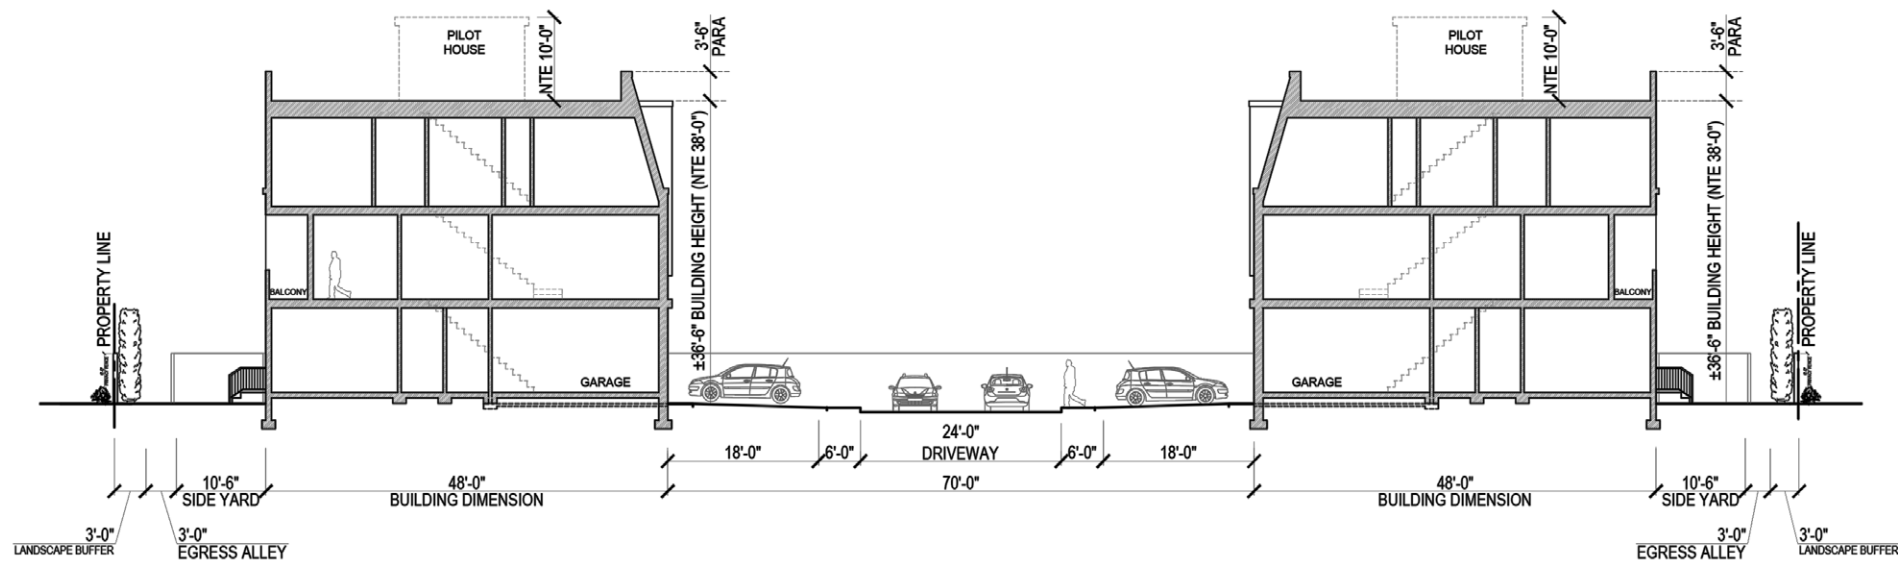 PILOT
HOUSE
NTE 10'-0"
3'-6"
PARA
PILOT
HOUSE
NTE 10'-0"
3'-6"
PARA
±36'-6" BUILDING HEIGHT (NTE 38'-0")
±36'-6" BUILDING HEIGHT (NTE 38'-0")
PROPERTY LINE
BALCONY
BALCONY
PROPERTY LINE
GARAGE
GARAGE
18'-0"
6'-0"
24'-0"
DRIVEWAY
6'-0"
18'-0"
10'-6"
SIDE YARD
48'-0"
BUILDING DIMENSION
70'-0"
48'-0"
BUILDING DIMENSION
10'-6"
SIDE YARD
3'-0"
LANDSCAPE BUFFER
3'-0"
EGRESS ALLEY
3'-0"
EGRESS ALLEY
3'-0"
LANDSCAPE BUFFER